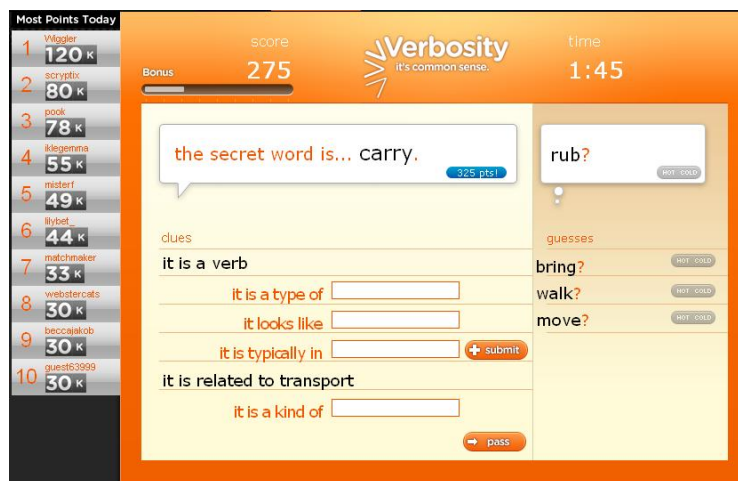 Most Points Today
1 Wiggler
120 K
2 scryptix
80 K
3 pook
78 K
4 iklegemma
55 K
5 misterf
49 K
6 lilybet_
44 K
7 matchmaker
33 K
8 webstercats
30 K
9 beccajakob
30 K
10 guest63999
30 K
score
Bonus 275
Verbosity
it's common sense.
time
1:45
the secret word is... carry.
325 pts!
clues
it is a verb
it is a type of
it looks like
it is typically in submit
it is related to transport
it is a kind of
pass
rub?
HOT COLD
guesses
bring? HOT COLD
walk? HOT COLD
move? HOT COLD